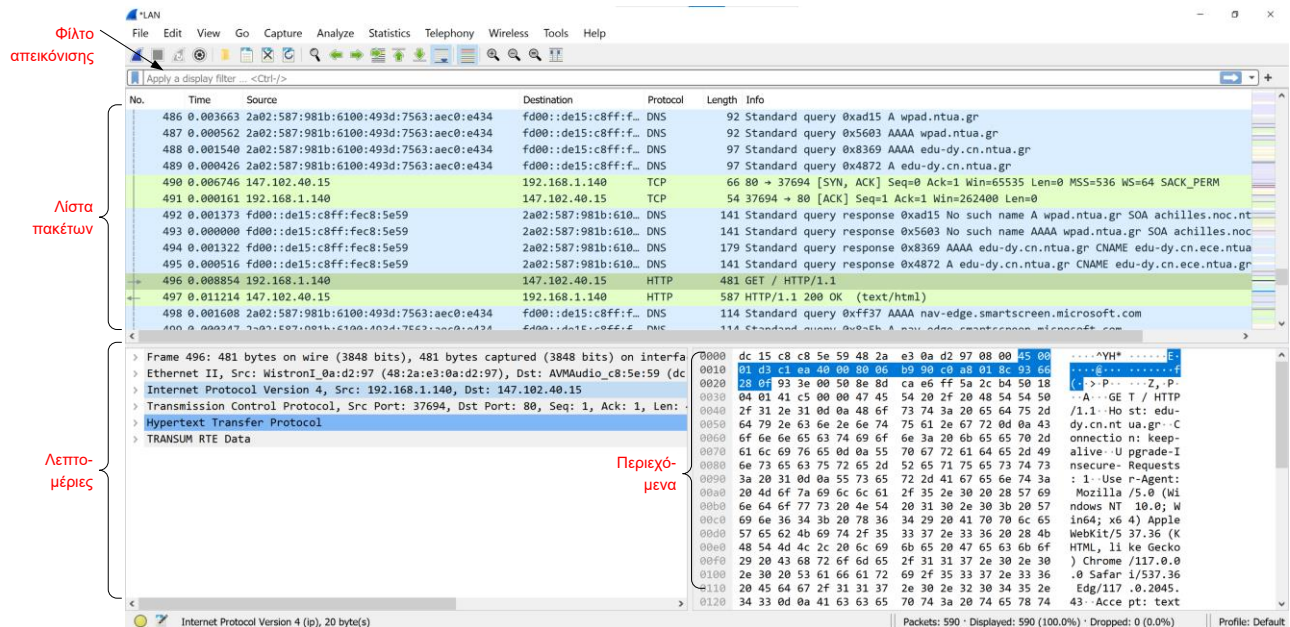 *LAN
File Edit View Go Capture Analyze Statistics Telephony Wireless Tools Help
Φίλτο
απεικόνισης
Apply a display filter ... <Ctrl-/>
No. Time Source Destination Protocol Length Info
486 0.003663 2a02:587:981b:6100:493d:7563:aec0:e434 fd00::de15:c8ff:f… DNS 92 Standard query 0xad15 A wpad.ntua.gr
487 0.000562 2a02:587:981b:6100:493d:7563:aec0:e434 fd00::de15:c8ff:f… DNS 92 Standard query 0x5603 AAAA wpad.ntua.gr
488 0.001540 2a02:587:981b:6100:493d:7563:aec0:e434 fd00::de15:c8ff:f… DNS 97 Standard query 0x8369 AAAA edu-dy.cn.ntua.gr
489 0.000426 2a02:587:981b:6100:493d:7563:aec0:e434 fd00::de15:c8ff:f… DNS 97 Standard query 0x4872 A edu-dy.cn.ntua.gr
490 0.006746 147.102.40.15 192.168.1.140 TCP 66 80 → 37694 [SYN, ACK] Seq=0 Ack=1 Win=65535 Len=0 MSS=536 WS=64 SACK_PERM
491 0.000161 192.168.1.140 147.102.40.15 TCP 54 37694 → 80 [ACK] Seq=1 Ack=1 Win=262400 Len=0
492 0.001373 fd00::de15:c8ff:fec8:5e59 2a02:587:981b:610… DNS 141 Standard query response 0xad15 No such name A wpad.ntua.gr SOA achilles.noc.nt
493 0.000000 fd00::de15:c8ff:fec8:5e59 2a02:587:981b:610… DNS 141 Standard query response 0x5603 No such name AAAA wpad.ntua.gr SOA achilles.noc
494 0.001322 fd00::de15:c8ff:fec8:5e59 2a02:587:981b:610… DNS 179 Standard query response 0x8369 AAAA edu-dy.cn.ntua.gr CNAME edu-dy.cn.ece.ntua
495 0.000516 fd00::de15:c8ff:fec8:5e59 2a02:587:981b:610… DNS 141 Standard query response 0x4872 A edu-dy.cn.ntua.gr CNAME edu-dy.cn.ece.ntua.gr
496 0.008854 192.168.1.140 147.102.40.15 HTTP 481 GET / HTTP/1.1
497 0.011214 147.102.40.15 192.168.1.140 HTTP 587 HTTP/1.1 200 OK (text/html)
498 0.001608 2a02:587:981b:6100:493d:7563:aec0:e434 fd00::de15:c8ff:f… DNS 114 Standard query 0xff37 AAAA nav-edge.smartscreen.microsoft.com
499 0.000347 2a02:587:981b:6100:493d:7563:aec0:e434 fd00::de15:c8ff:f… DNS 114 Standard query 0x8a5b A nav-edge.smartscreen.microsoft.com
Λίστα
πακέτων
Frame 496: 481 bytes on wire (3848 bits), 481 bytes captured (3848 bits) on interfa
Ethernet II, Src: WistronI_0a:d2:97 (48:2a:e3:0a:d2:97), Dst: AVMAudio_c8:5e:59 (dc
Internet Protocol Version 4, Src: 192.168.1.140, Dst: 147.102.40.15
Transmission Control Protocol, Src Port: 37694, Dst Port: 80, Seq: 1, Ack: 1, Len:
Hypertext Transfer Protocol
TRANSUM RTE Data
Λεπτο-
μέριες
Περιεχό-
μενα
0000 dc 15 c8 c8 5e 59 48 2a e3 0a d2 97 08 00 45 00 ····^YH* ······E·
0010 01 d3 c1 ea 40 00 80 06 b9 90 c0 a8 01 8c 93 66 ····@··· ·······f
0020 28 0f 93 3e 00 50 8e 8d ca e6 ff 5a 2c b4 50 18 (··>·P·· ···Z,·P·
0030 04 01 41 c5 00 00 47 45 54 20 2f 20 48 54 54 50 ··A···GE T / HTTP
0040 2f 31 2e 31 0d 0a 48 6f 73 74 3a 20 65 64 75 2d /1.1··Ho st: edu-
0050 64 79 2e 63 6e 2e 6e 74 75 61 2e 67 72 0d 0a 43 dy.cn.nt ua.gr··C
0060 6f 6e 6e 65 63 74 69 6f 6e 3a 20 6b 65 65 70 2d onnectio n: keep-
0070 61 6c 69 76 65 0d 0a 55 70 67 72 61 64 65 2d 49 alive··U pgrade-I
0080 6e 73 65 63 75 72 65 2d 52 65 71 75 65 73 74 73 nsecure- Requests
0090 3a 20 31 0d 0a 55 73 65 72 2d 41 67 65 6e 74 3a : 1··Use r-Agent:
00a0 20 4d 6f 7a 69 6c 6c 61 2f 35 2e 30 20 28 57 69 Mozilla /5.0 (Wi
00b0 6e 64 6f 77 73 20 4e 54 20 31 30 2e 30 3b 20 57 ndows NT 10.0; W
00c0 69 6e 36 34 3b 20 78 36 34 29 20 41 70 70 6c 65 in64; x6 4) Apple
00d0 57 65 62 4b 69 74 2f 35 33 37 2e 33 36 20 28 4b WebKit/5 37.36 (K
00e0 48 54 4d 4c 2c 20 6c 69 6b 65 20 47 65 63 6b 6f HTML, li ke Gecko
00f0 29 20 43 68 72 6f 6d 65 2f 31 31 37 2e 30 2e 30 ) Chrome /117.0.0
0100 2e 30 20 53 61 66 61 72 69 2f 35 33 37 2e 33 36 .0 Safar i/537.36
0110 20 45 64 67 2f 31 31 37 2e 30 2e 32 30 34 35 2e Edg/117 .0.2045.
0120 34 33 0d 0a 41 63 63 65 70 74 3a 20 74 65 78 74 43··Acce pt: text
Internet Protocol Version 4 (ip), 20 byte(s)
Packets: 590 · Displayed: 590 (100.0%) · Dropped: 0 (0.0%)
Profile: Default